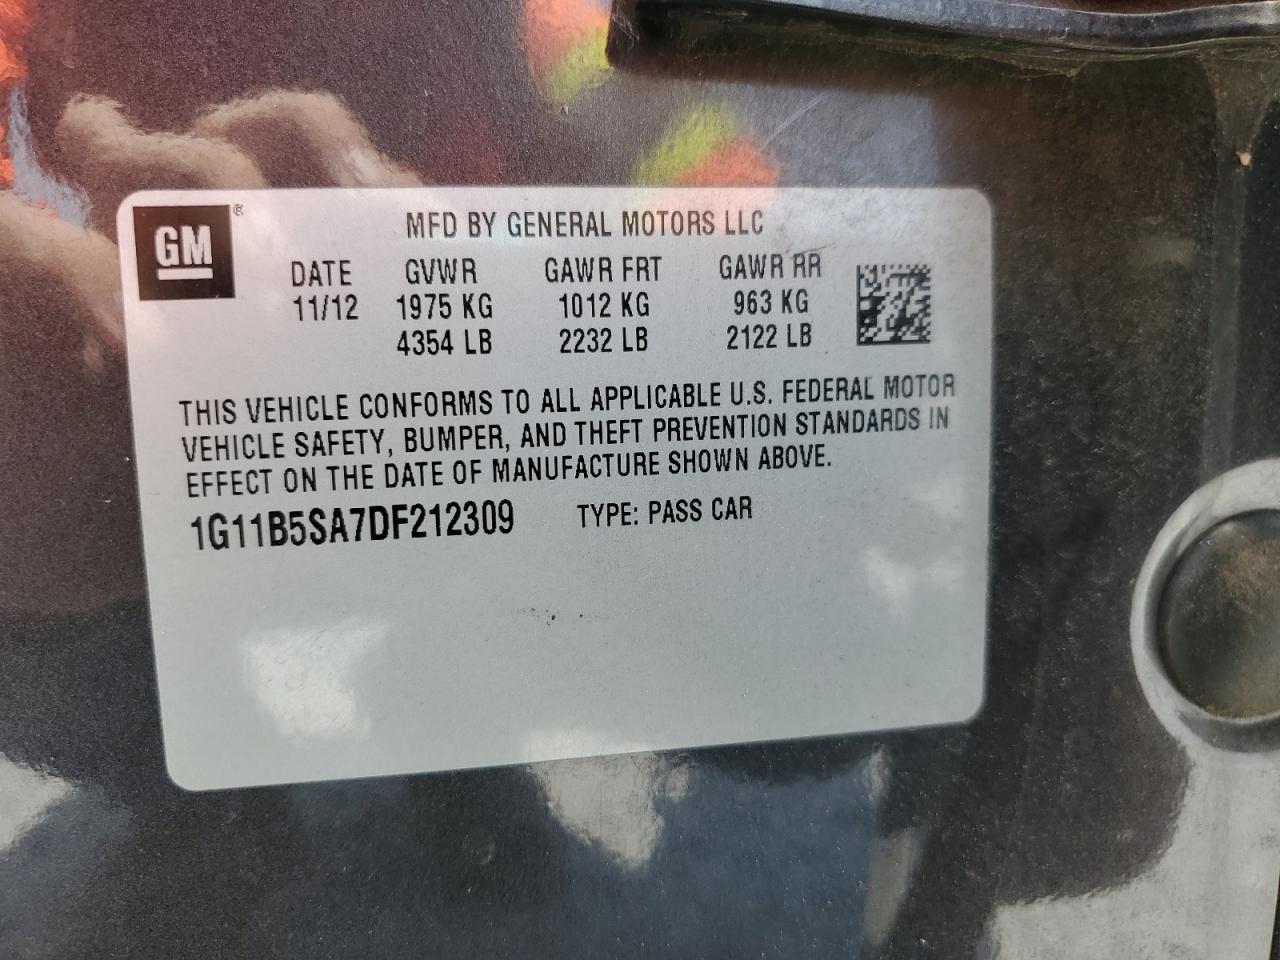 GM ®
MFD BY GENERAL MOTORS LLC
DATE GVWR GAWR FRT GAWR RR
11/12 1975 KG 1012 KG 963 KG
4354 LB 2232 LB 2122 LB
THIS VEHICLE CONFORMS TO ALL APPLICABLE U.S. FEDERAL MOTOR
VEHICLE SAFETY, BUMPER, AND THEFT PREVENTION STANDARDS IN
EFFECT ON THE DATE OF MANUFACTURE SHOWN ABOVE.
1G11B5SA7DF212309 TYPE: PASS CAR